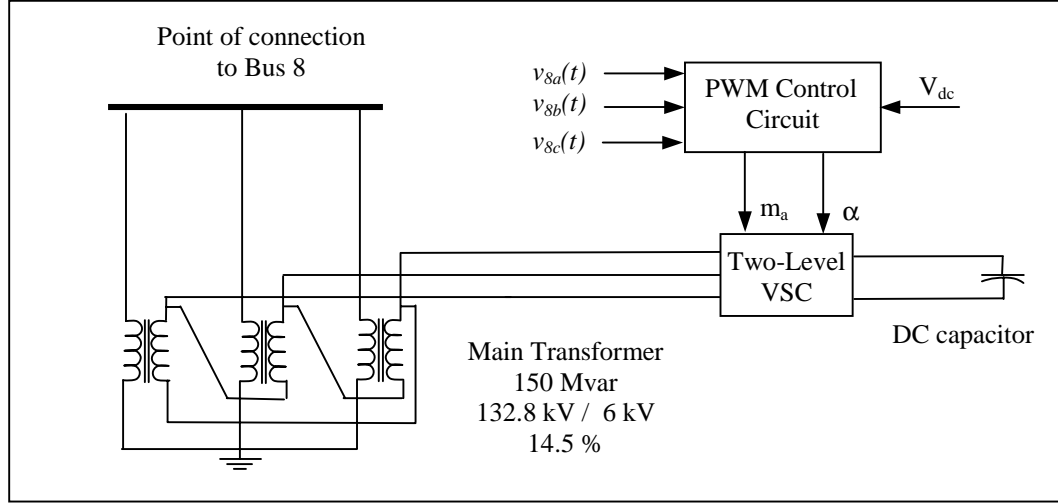 Point of connection
to Bus 8
v8a(t)
v8b(t)
v8c(t)
PWM Control
Circuit
Vdc
ma
α
Two-Level
VSC
DC capacitor
Main Transformer
150 Mvar
132.8 kV / 6 kV
14.5 %